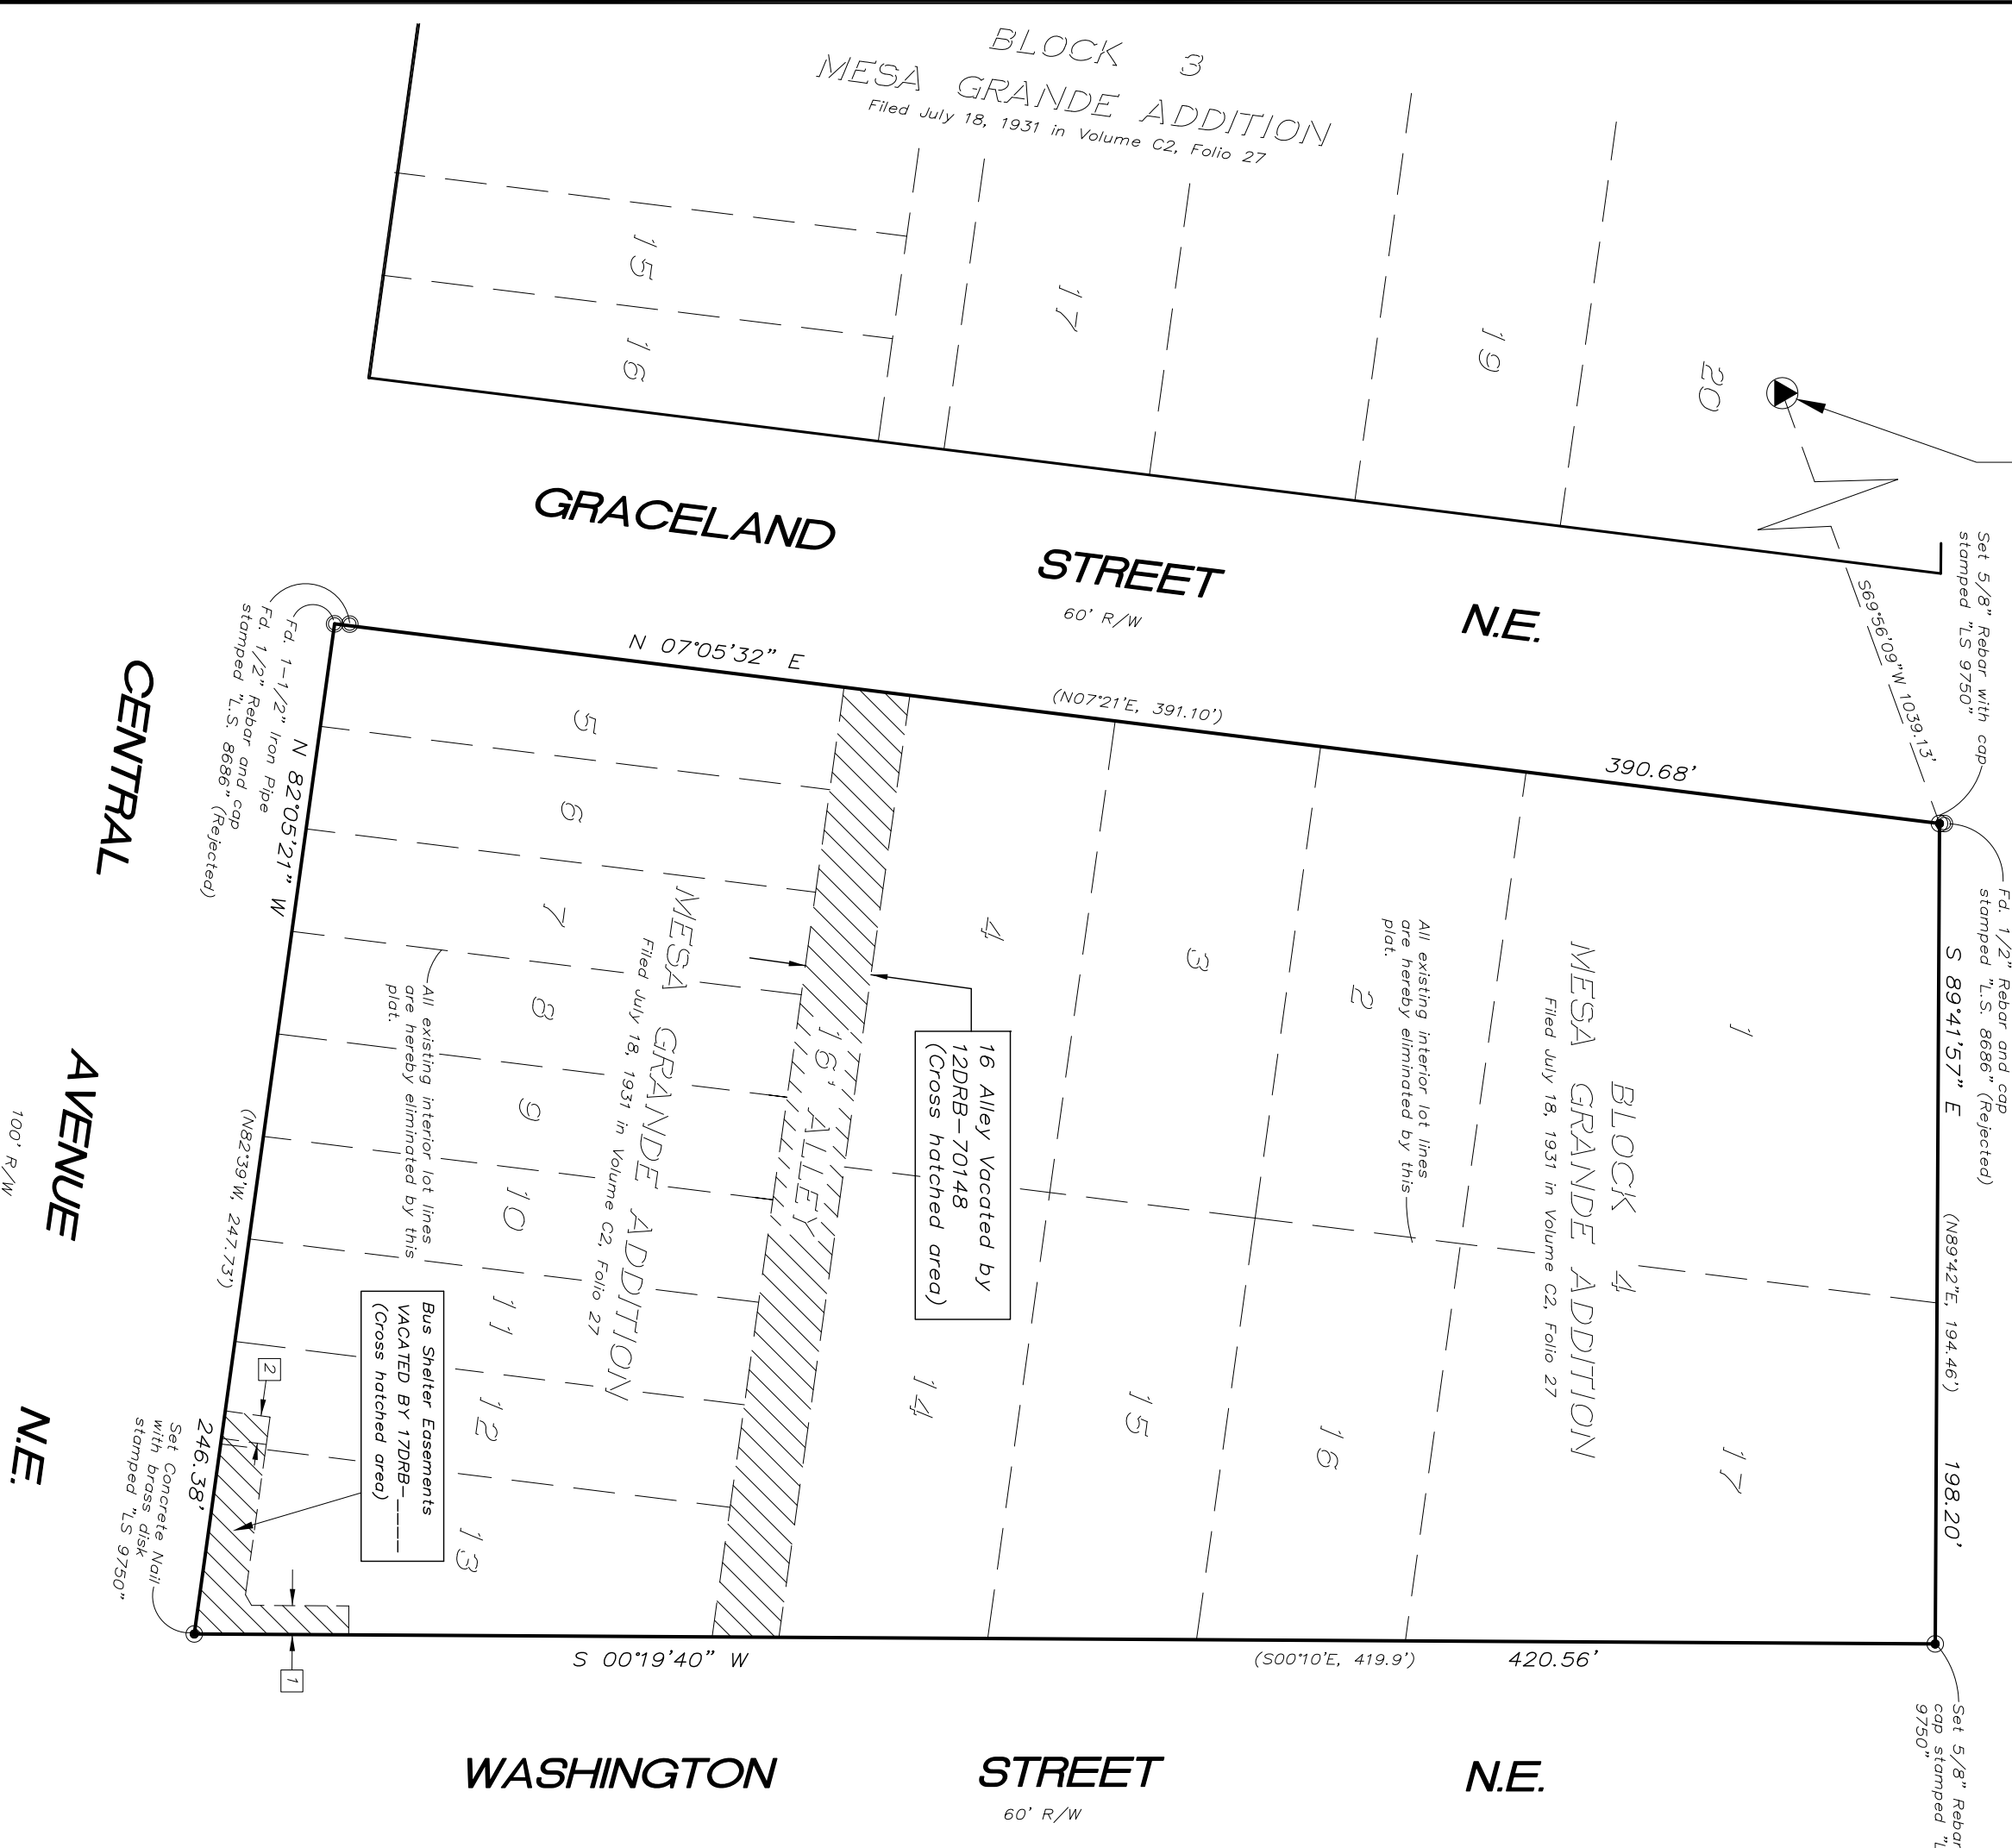 BLOCK 3
MESA GRANDE ADDITION
Filed July 18, 1931 in Volume C2, Folio 27
15
16
17
19
20
GRACELAND STREET N.E.
60' R/W
S69°56'09"W 1039.13'
Set 5/8" Rebar with cap
stamped "LS 9750"
Fd. 1/2" Rebar and cap
stamped "L.S. 8686" (Rejected)
N 07°05'32" E
(N07°21'E, 391.10')
390.68'
Fd. 1-1/2" Iron Pipe
Fd. 1/2" Rebar and cap
stamped "L.S. 8686" (Rejected)
N 82°05'21" W
(N82°39'W, 247.73')
246.38'
CENTRAL AVENUE N.E.
100' R/W
S 89°41'57" E
(N89°42'E, 194.46')
198.20'
BLOCK 4
MESA GRANDE ADDITION
Filed July 18, 1931 in Volume C2, Folio 27
All existing interior lot lines
are hereby eliminated by this
plat.
1
2
3
4
17
16
15
14
16 Alley Vacated by
12DRB-70148
(Cross hatched area)
16' ALLEY
MESA GRANDE ADDITION
Filed July 18, 1931 in Volume C2, Folio 27
All existing interior lot lines
are hereby eliminated by this
plat.
5
6
7
8
9
10
11
12
13
Bus Shelter Easements
VACATED BY 17DRB-_____
(Cross hatched area)
2
1
Set Concrete Nail
with brass disk
stamped "LS 9750"
S 00°19'40" W
(S00°10'E, 419.9')
420.56'
Set 5/8" Rebar
cap stamped "L
9750"
WASHINGTON STREET N.E.
60' R/W